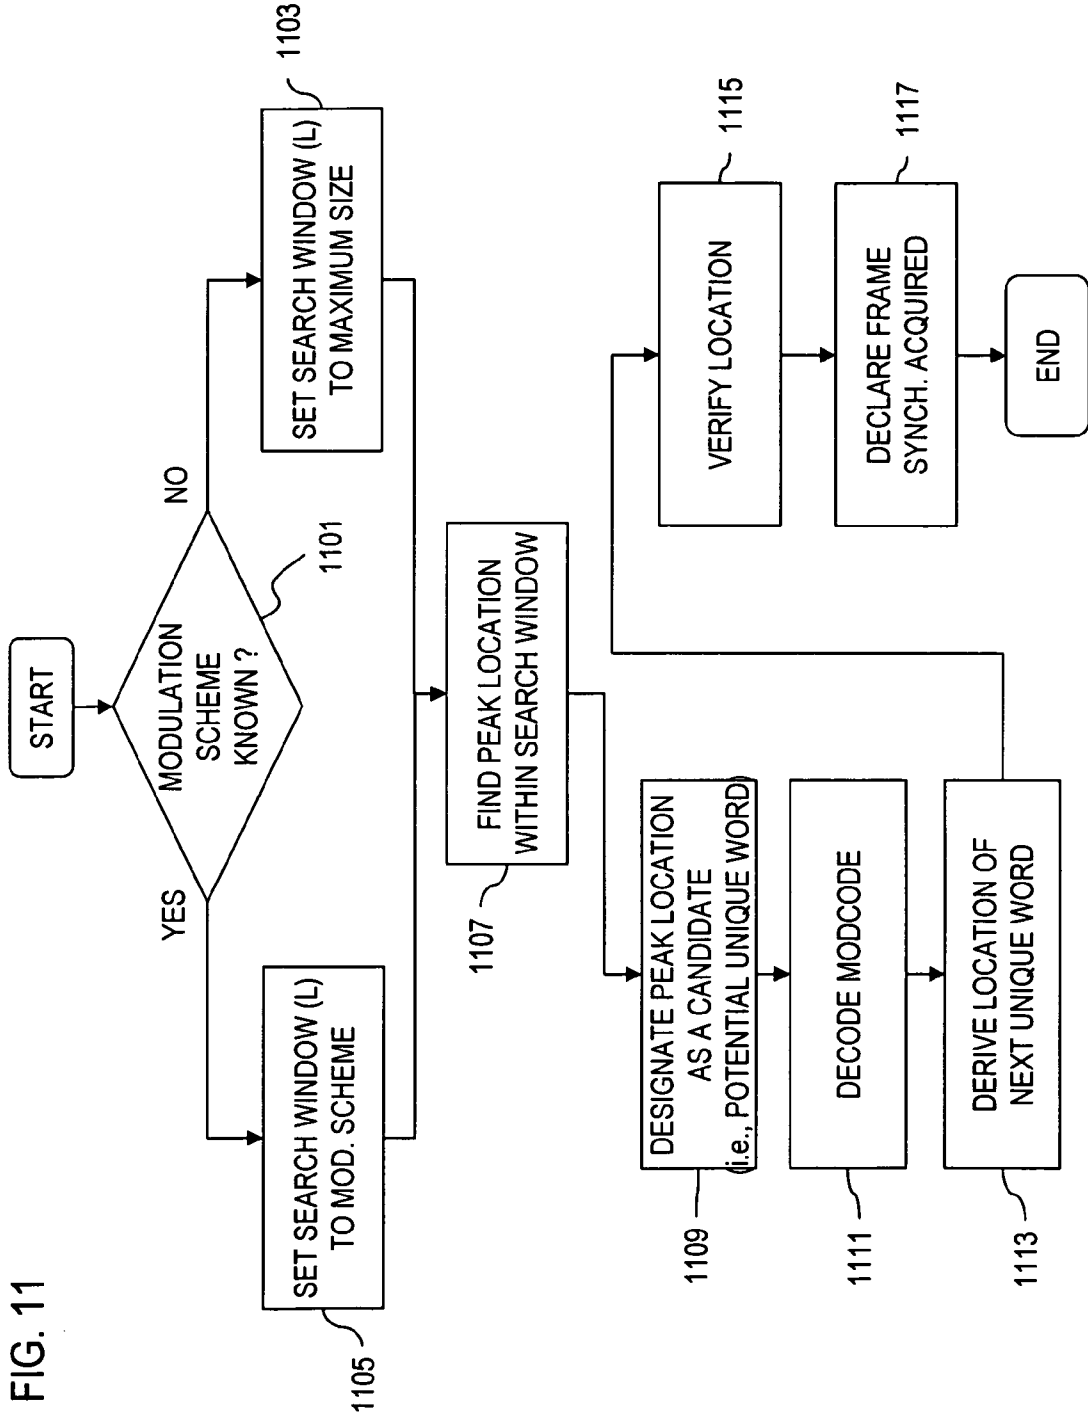 FIG. 11
START
MODULATION
SCHEME
KNOWN ?
1101
YES
NO
SET SEARCH WINDOW (L)
TO MOD. SCHEME
1105
SET SEARCH WINDOW (L)
TO MAXIMUM SIZE
1103
FIND PEAK LOCATION
WITHIN SEARCH WINDOW
1107
DESIGNATE PEAK LOCATION
AS A CANDIDATE
(i.e., POTENTIAL UNIQUE WORD)
1109
DECODE MODCODE
1111
DERIVE LOCATION OF
NEXT UNIQUE WORD
1113
VERIFY LOCATION
1115
DECLARE FRAME
SYNCH. ACQUIRED
1117
END